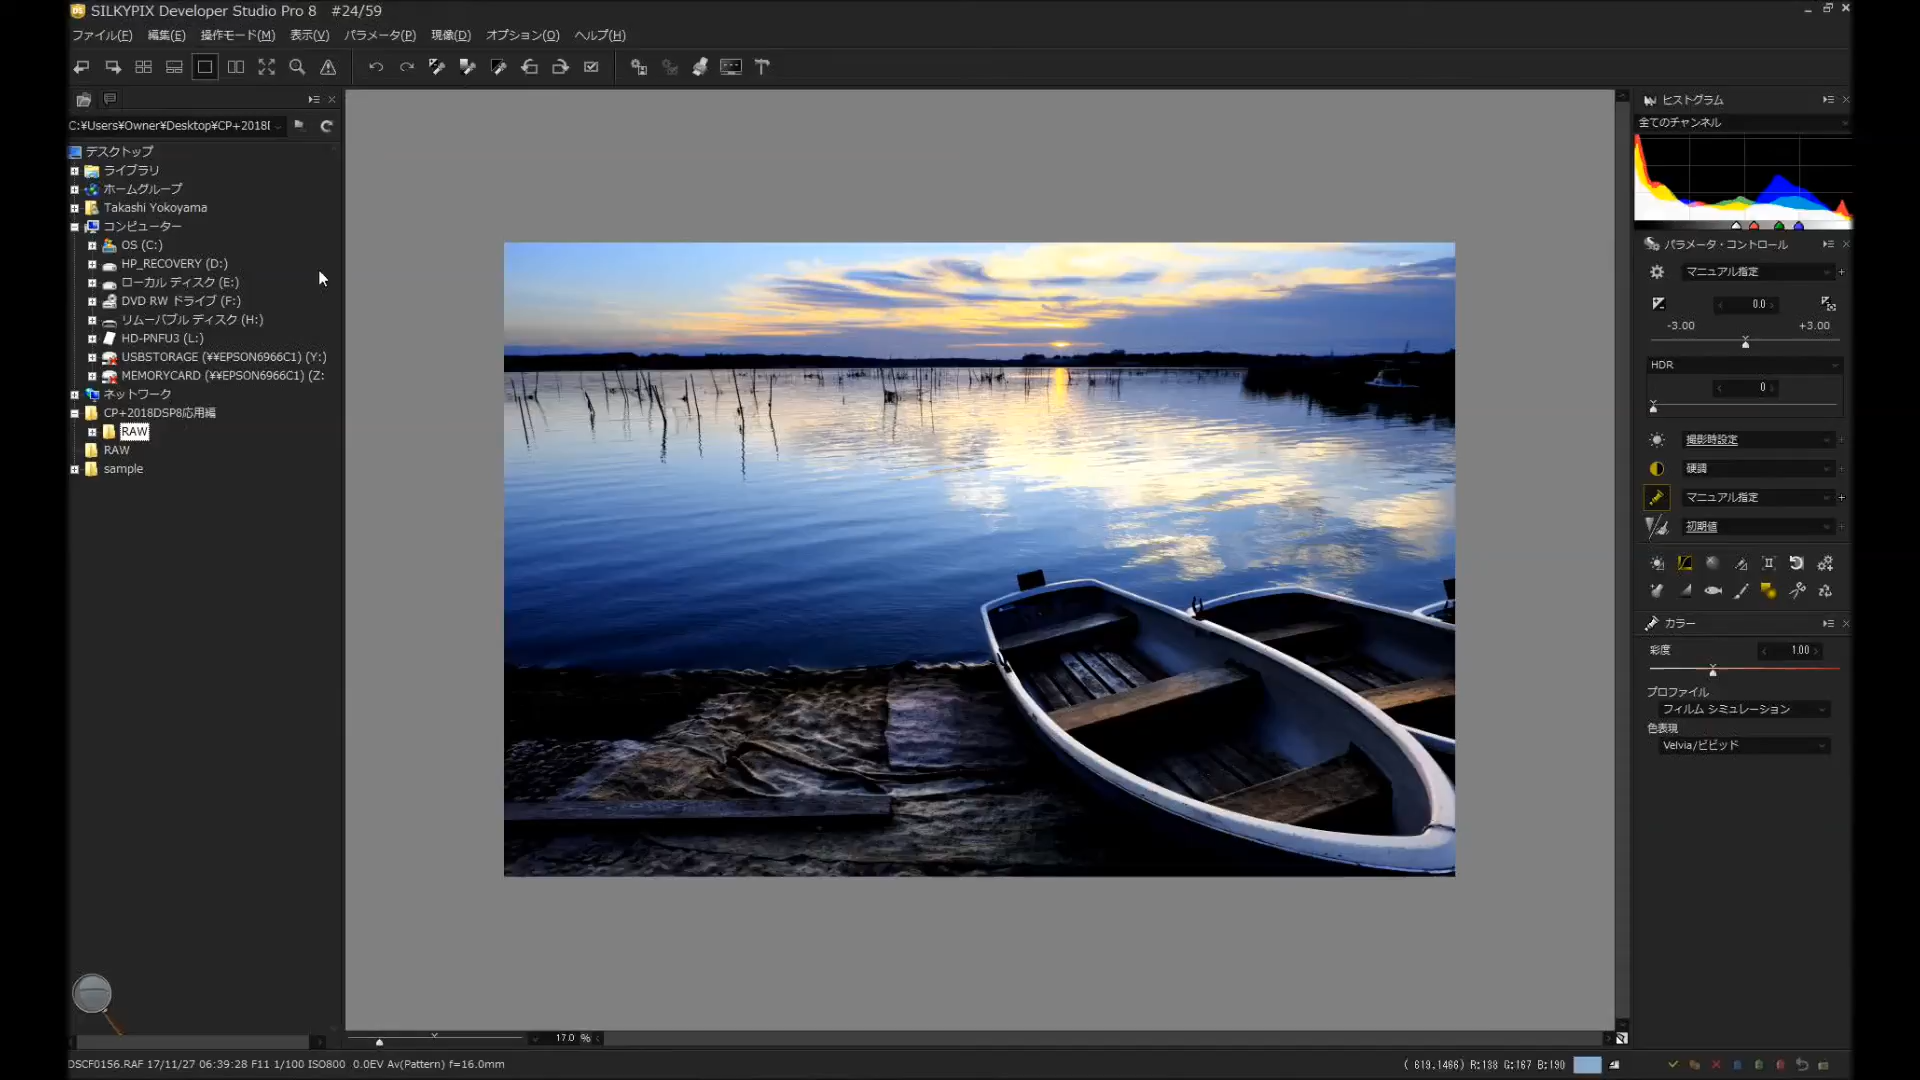 SILKYPIX Developer Studio Pro 8 #24/59
ファイル(F) 編集(E) 操作モード(M) 表示(V) パラメータ(P) 現像(D) オプション(O) ヘルプ(H)
C:¥Users¥Owner¥Desktop¥CP+2018I
デスクトップ
ライブラリ
ホームグループ
Takashi Yokoyama
コンピューター
OS (C:)
HP_RECOVERY (D:)
ローカル ディスク (E:)
DVD RW ドライブ (F:)
リムーバブル ディスク (H:)
HD-PNFU3 (L:)
USBSTORAGE (¥¥EPSON6966C1) (Y:)
MEMORYCARD (¥¥EPSON6966C1) (Z:
ネットワーク
CP+2018DSP8応用編
RAW
RAW
sample
ヒストグラム
全てのチャンネル
パラメータ・コントロール
マニュアル指定
0.0
-3.00 +3.00
HDR
0
撮影時設定
硬調
マニュアル指定
初期値
カラー
彩度 1.00
プロファイル
フィルム シミュレーション
色表現
Velvia/ビビッド
17.0 %
DSCF0156.RAF 17/11/27 06:39:28 F11 1/100 ISO800 0.0EV Av(Pattern) f=16.0mm
( 619,1466) R:138 G:167 B:190